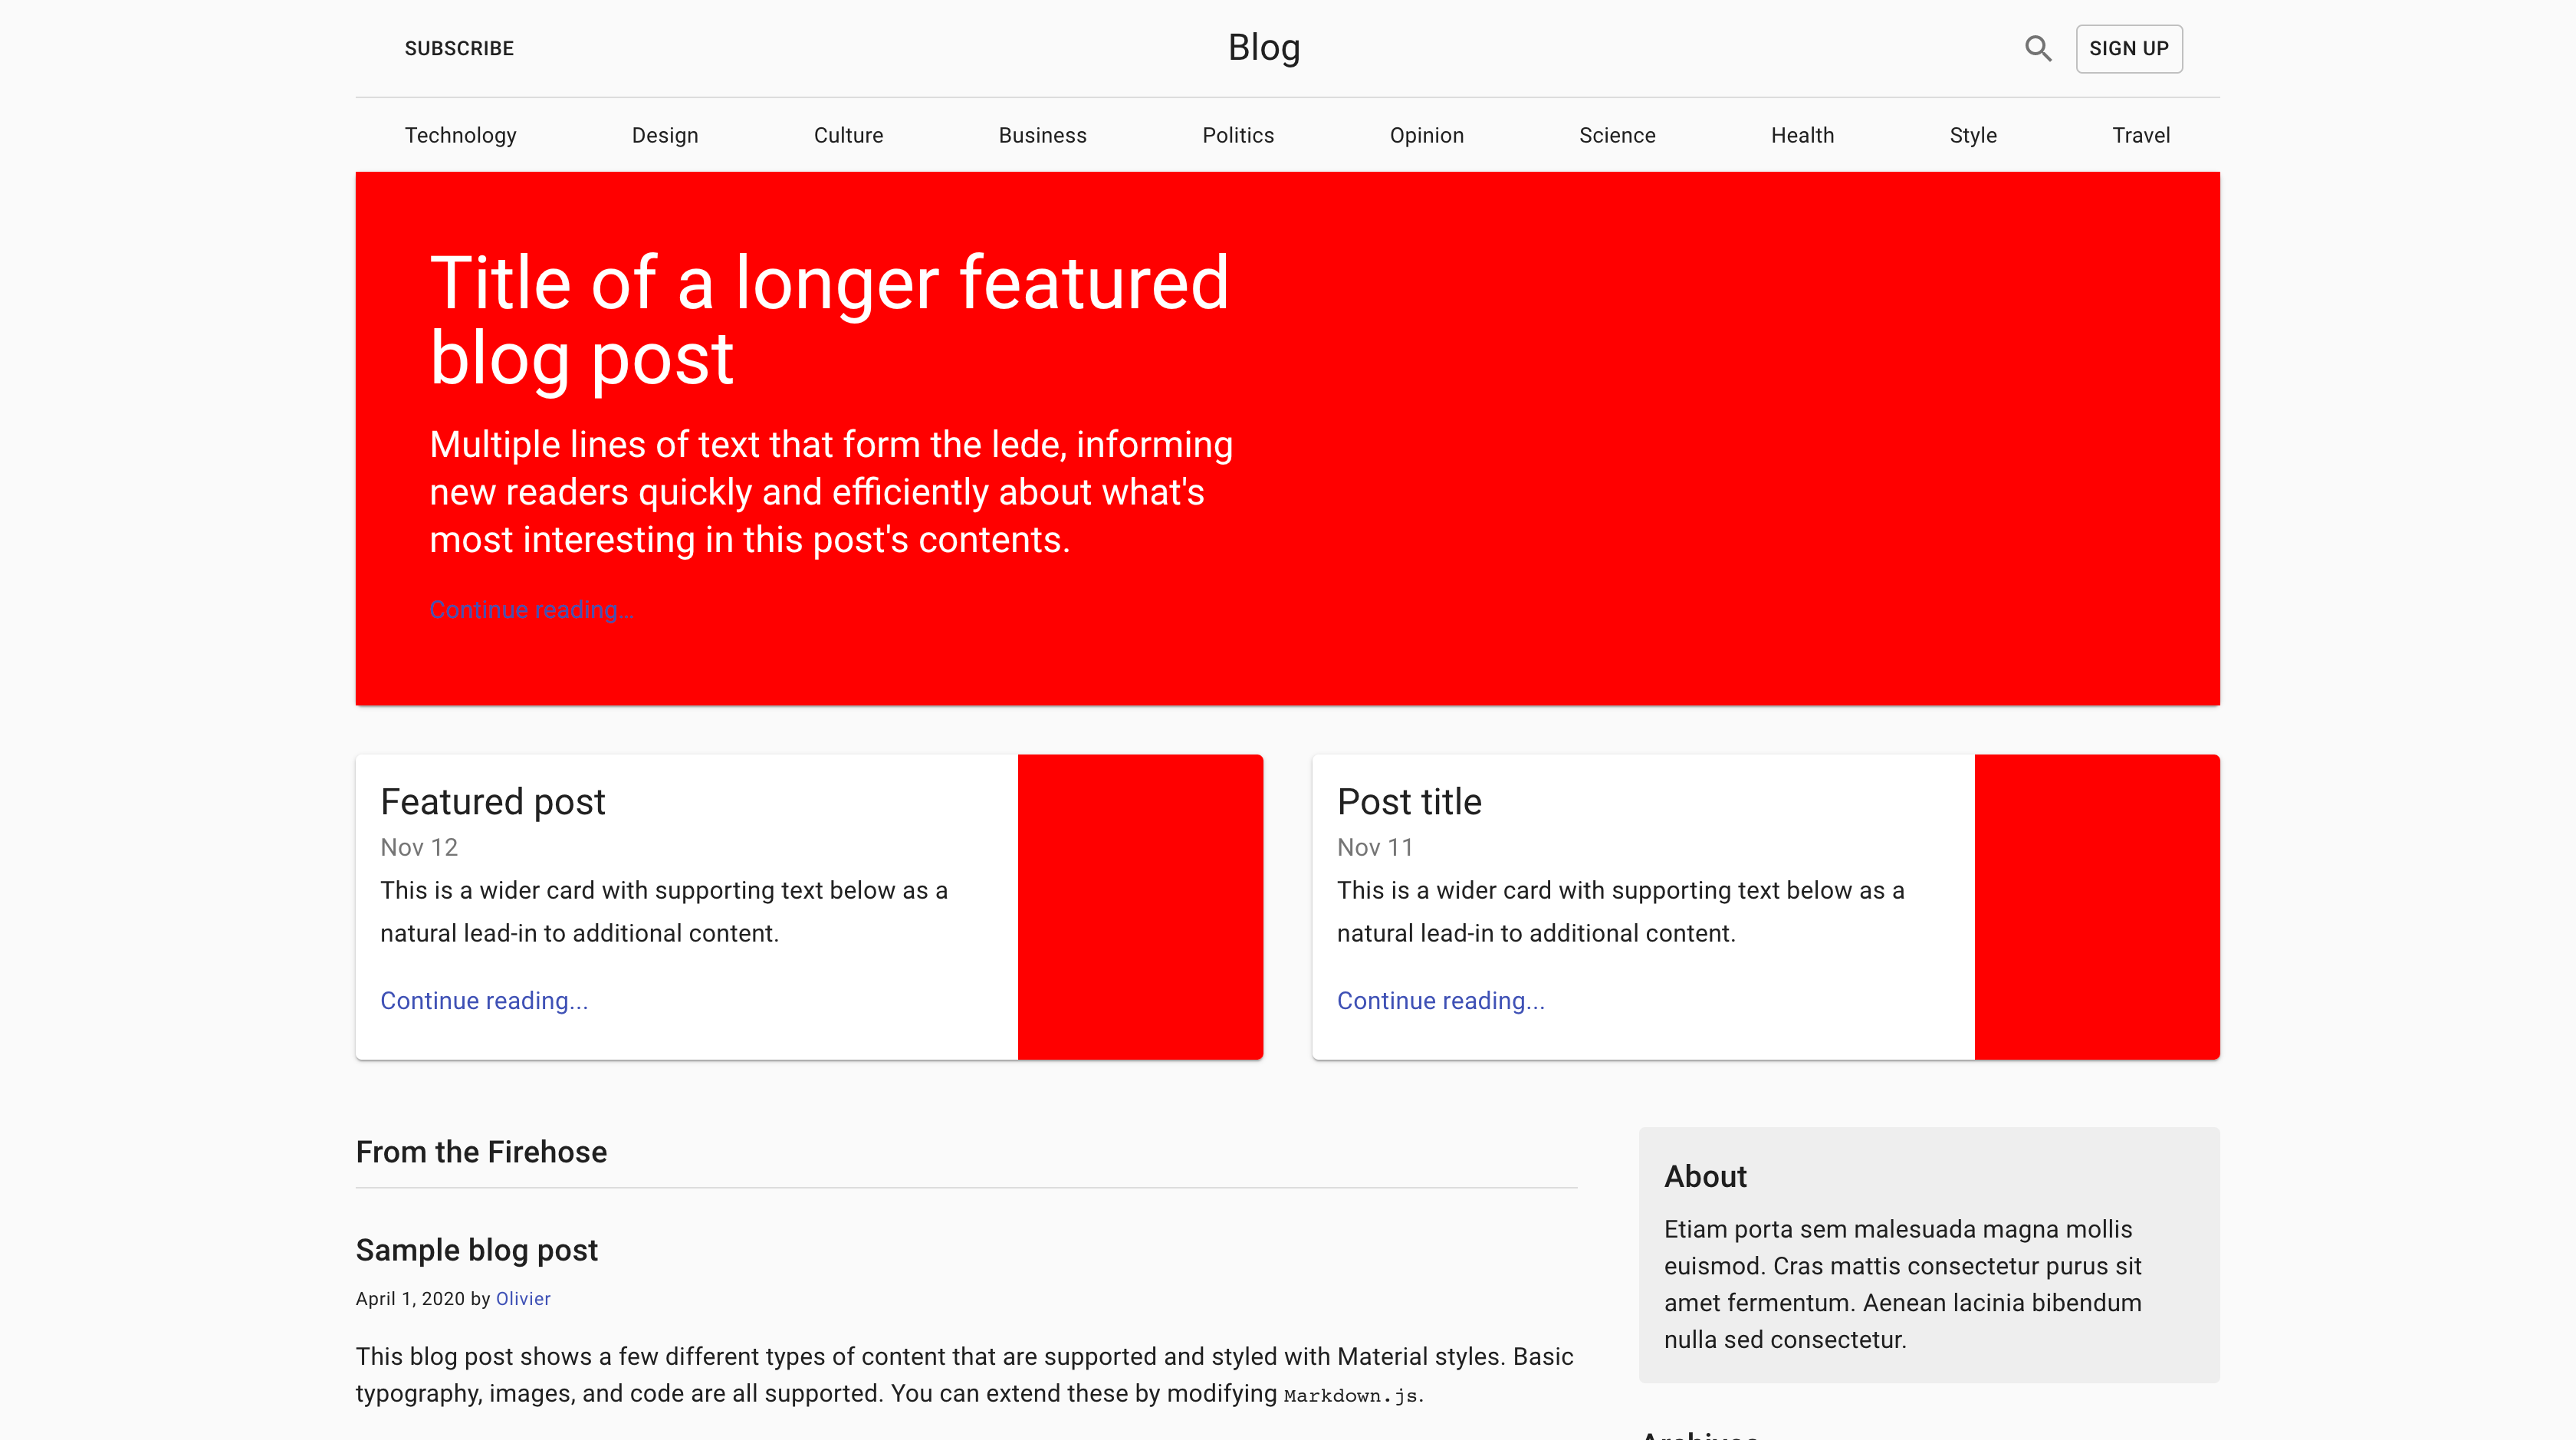 SUBSCRIBE
Blog
SIGN UP
Technology Design Culture Business Politics Opinion Science Health Style Travel
Title of a longer featured
blog post
Multiple lines of text that form the lede, informing
new readers quickly and efficiently about what's
most interesting in this post's contents.
Continue reading…
Featured post
Nov 12
This is a wider card with supporting text below as a
natural lead-in to additional content.
Continue reading...
Post title
Nov 11
This is a wider card with supporting text below as a
natural lead-in to additional content.
Continue reading...
From the Firehose
Sample blog post
April 1, 2020 by Olivier
This blog post shows a few different types of content that are supported and styled with Material styles. Basic
typography, images, and code are all supported. You can extend these by modifying Markdown.js.
About
Etiam porta sem malesuada magna mollis
euismod. Cras mattis consectetur purus sit
amet fermentum. Aenean lacinia bibendum
nulla sed consectetur.
Archives